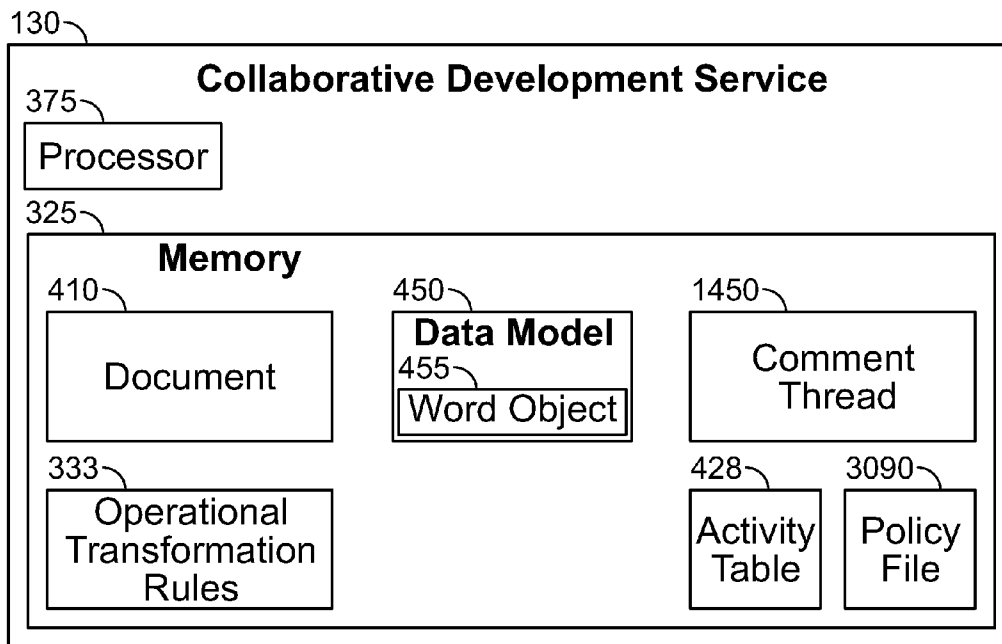 130
Collaborative Development Service
375
Processor
325
Memory
410
Document
450
Data Model
455
Word Object
1450
Comment
Thread
333
Operational
Transformation
Rules
428
Activity
Table
3090
Policy
File